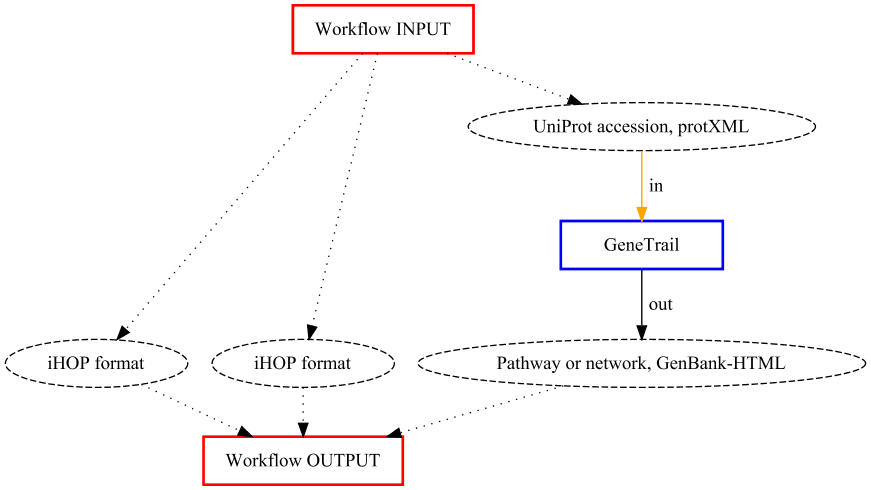 Workflow INPUT
UniProt accession, protXML
in
GeneTrail
out
iHOP format
iHOP format
Pathway or network, GenBank-HTML
Workflow OUTPUT